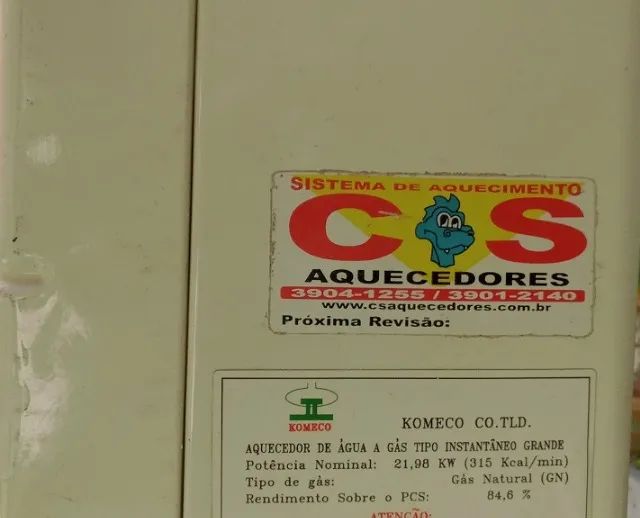 SISTEMA DE AQUECIMENTO
CS
AQUECEDORES
3904-1255 / 3901-2140
www.csaquecedores.com.br
Próxima Revisão:
KOMECO
KOMECO CO.TLD.
AQUECEDOR DE ÁGUA A GÁS TIPO INSTANTÂNEO GRANDE
Potência Nominal: 21,98 KW (315 Kcal/min)
Tipo de gás: Gás Natural (GN)
Rendimento Sobre o PCS: 84,6 %
ATENÇÃO: